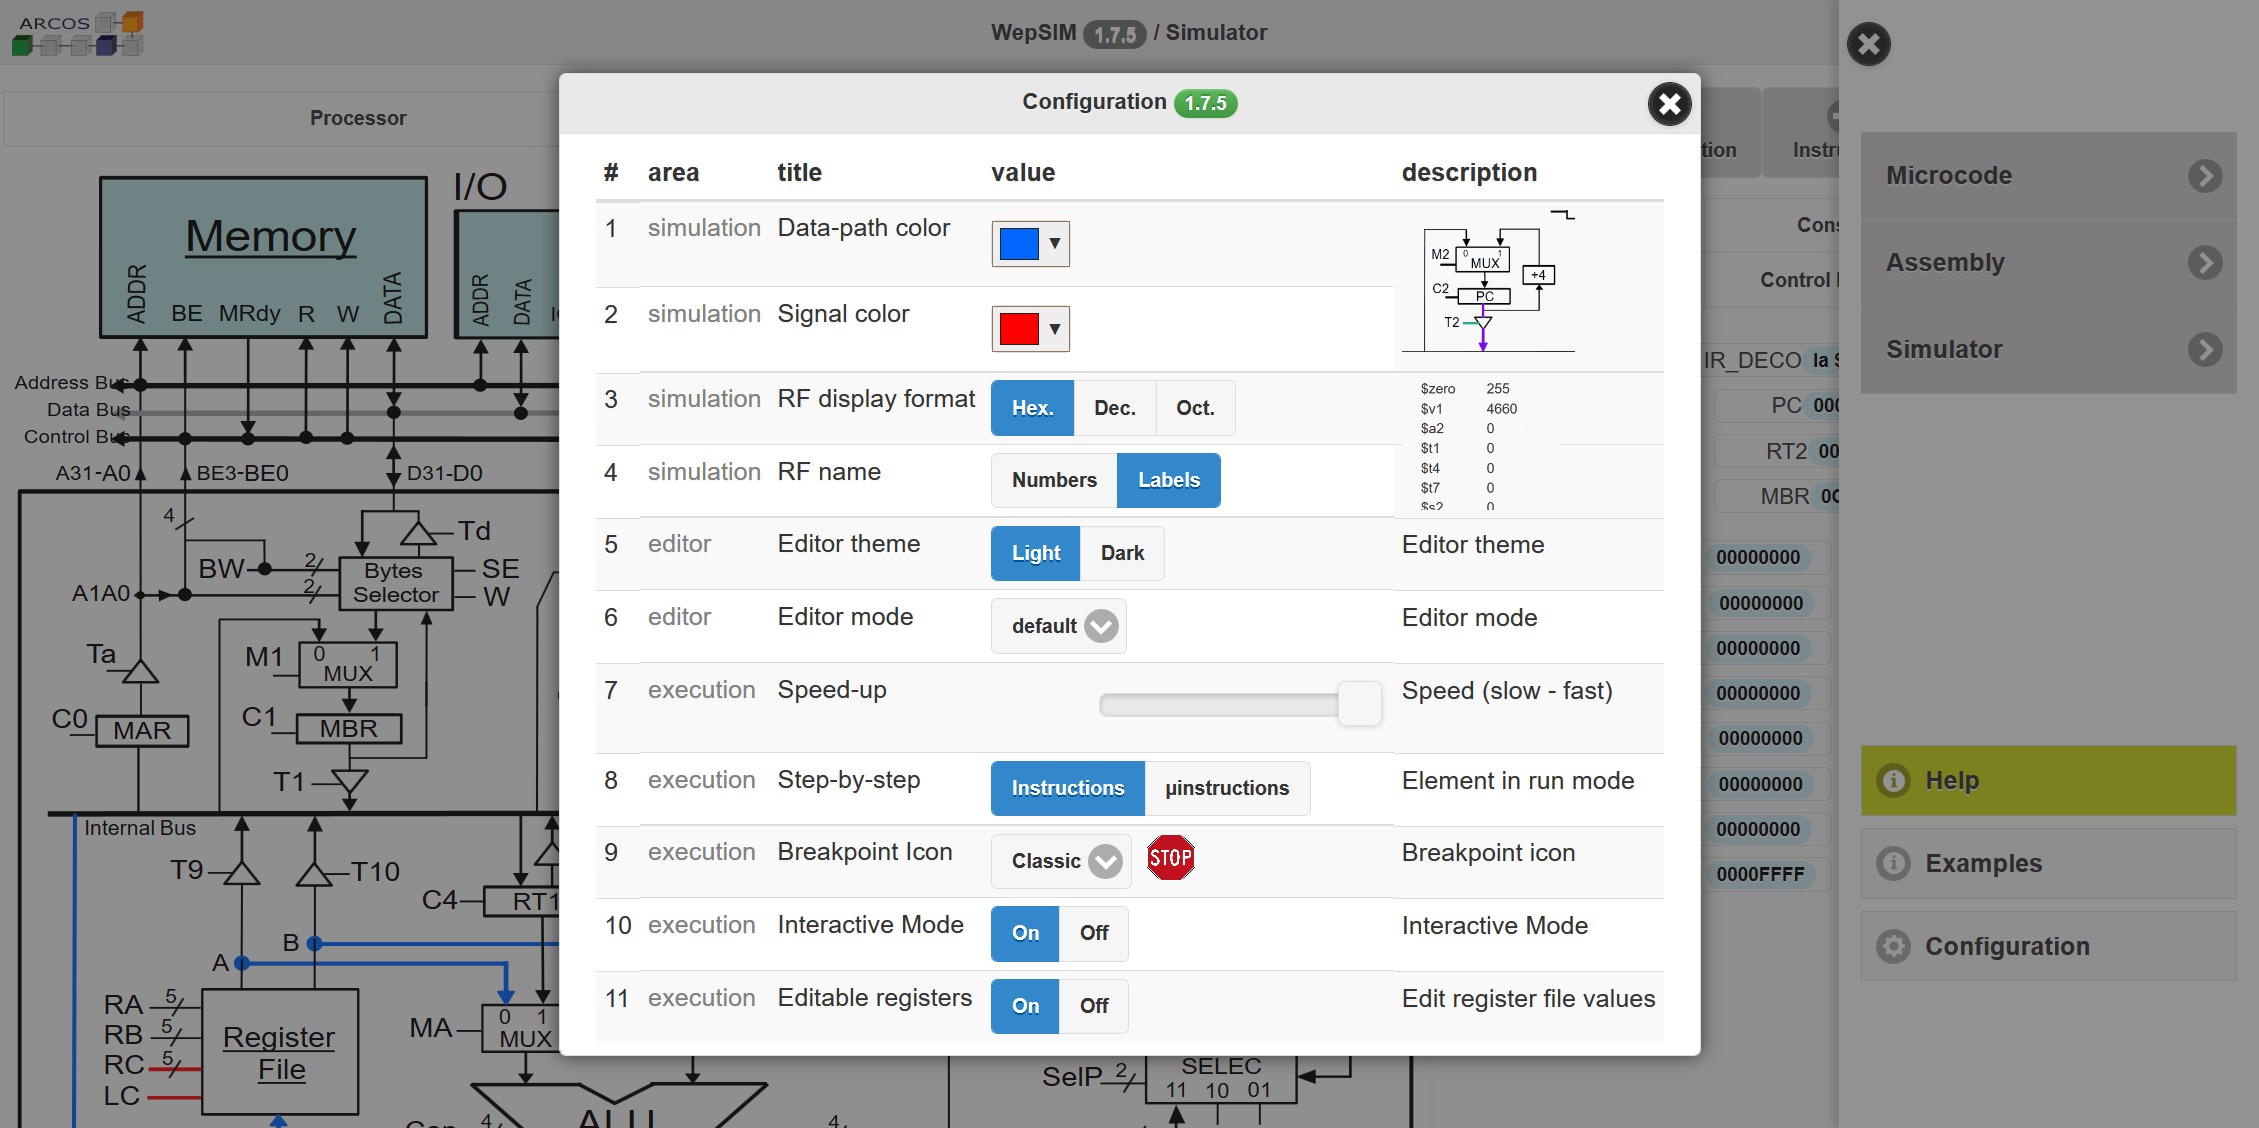 ARCOS
WepSIM 1.7.5 / Simulator
Processor
Configuration 1.7.5
# area title value description
1 simulation Data-path color
2 simulation Signal color
M2 0 1 MUX +4
C2 PC
T2
3 simulation RF display format Hex. Dec. Oct.
4 simulation RF name Numbers Labels
$zero 255
$v1 4660
$a2 0
$t1 0
$t4 0
$t7 0
$s2 0
5 editor Editor theme Light Dark Editor theme
6 editor Editor mode default Editor mode
7 execution Speed-up Speed (slow - fast)
8 execution Step-by-step Instructions µinstructions Element in run mode
9 execution Breakpoint Icon Classic STOP Breakpoint icon
10 execution Interactive Mode On Off Interactive Mode
11 execution Editable registers On Off Edit register file values
Memory
ADDR BE MRdy R W DATA
I/O
ADDR DATA
Address Bus
Data Bus
Control Bus
A31-A0 BE3-BE0 D31-D0
4
Td
BW 2
Bytes
Selector
SE
W
A1A0 2
Ta
M1 0 1
MUX
C0 MAR
C1 MBR
T1
Internal Bus
T9 T10
C4 RT1
B
A
RA 5
RB 5
RC 5
LC
Register
File
MA 0 1
MUX
ALU
4
4
SelP 2
SELEC
11 10 01
IR_DECO
PC
RT2
MBR
00000000
00000000
00000000
00000000
00000000
00000000
00000000
0000FFFF
Microcode
Assembly
Simulator
Help
Examples
Configuration